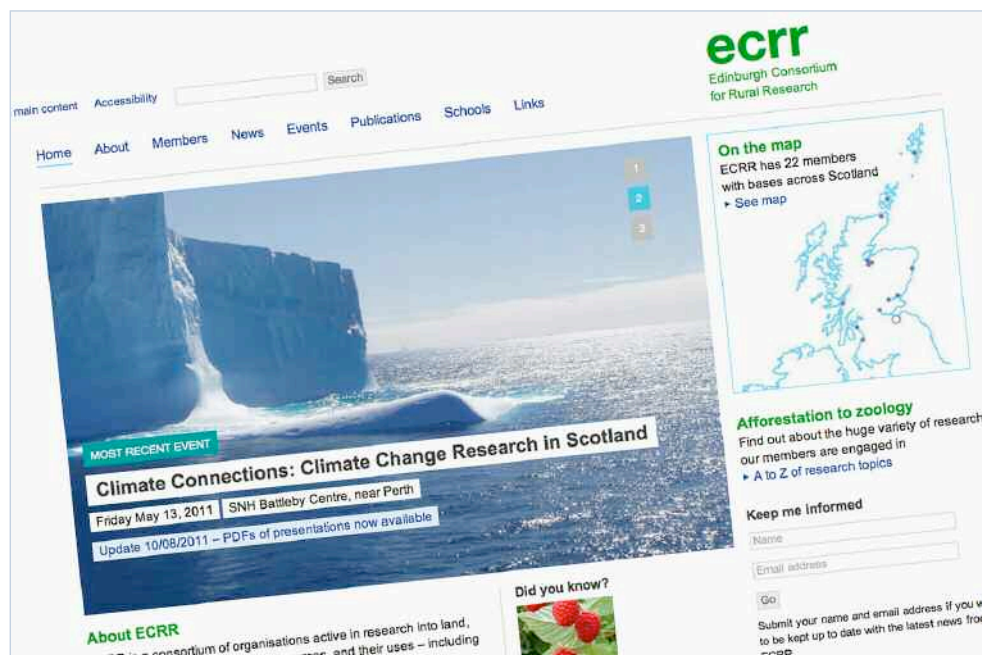 ecrr
Edinburgh Consortium
for Rural Research
main content Accessibility Search
Home About Members News Events Publications Schools Links
1
2
3
MOST RECENT EVENT
Climate Connections: Climate Change Research in Scotland
Friday May 13, 2011 SNH Battleby Centre, near Perth
Update 10/08/2011 – PDFs of presentations now available
On the map
ECRR has 22 members
with bases across Scotland
See map
Afforestation to zoology
Find out about the huge variety of research
our members are engaged in
A to Z of research topics
Keep me informed
Name
Email address
Go
Submit your name and email address if you
to be kept up to date with the latest news
ECRR
About ECRR
is a consortium of organisations active in research into land,
and their uses – including
Did you know?